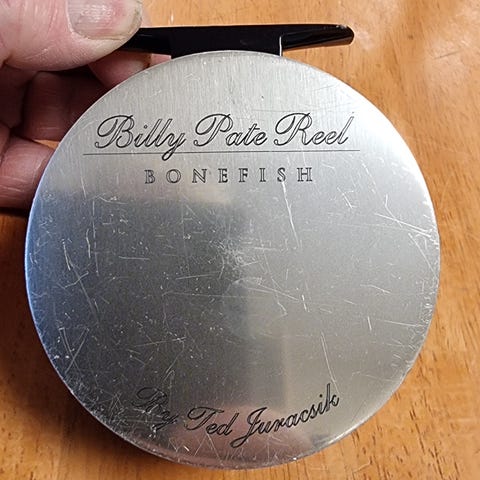 Billy Pate Reel
BONEFISH
By Ted Juracsik